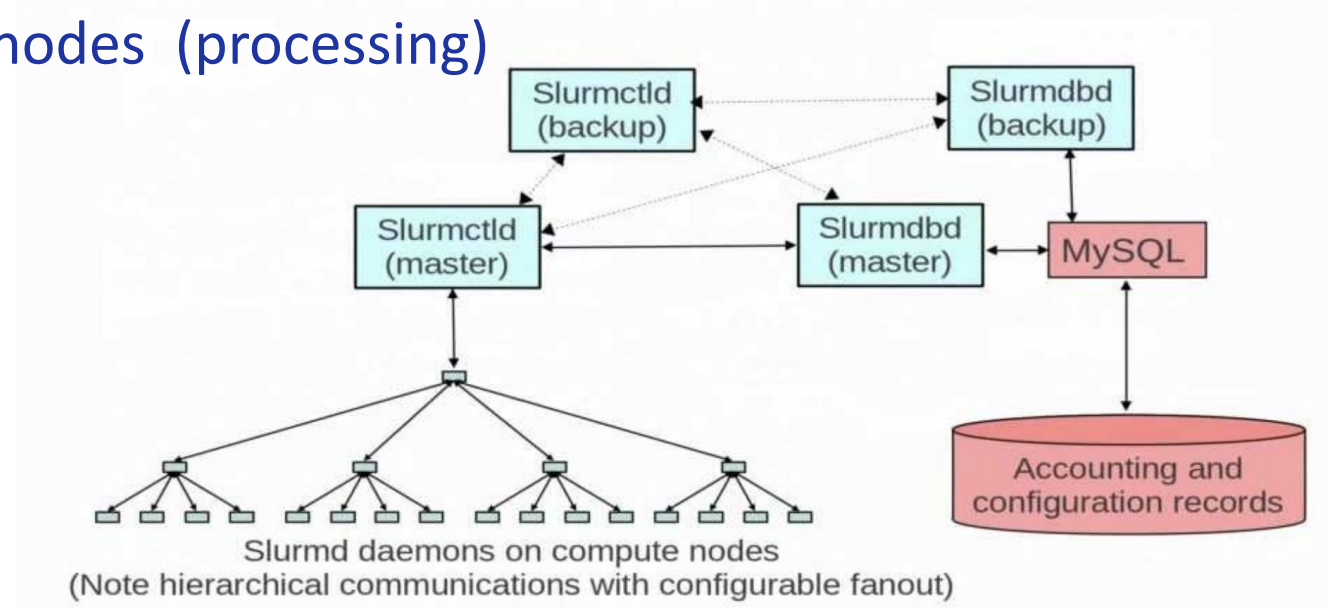 nodes (processing)
Slurmctld
(backup)
Slurmdbd
(backup)
Slurmctld
(master)
Slurmdbd
(master)
MySQL
Accounting and
configuration records
Slurmd daemons on compute nodes
(Note hierarchical communications with configurable fanout)